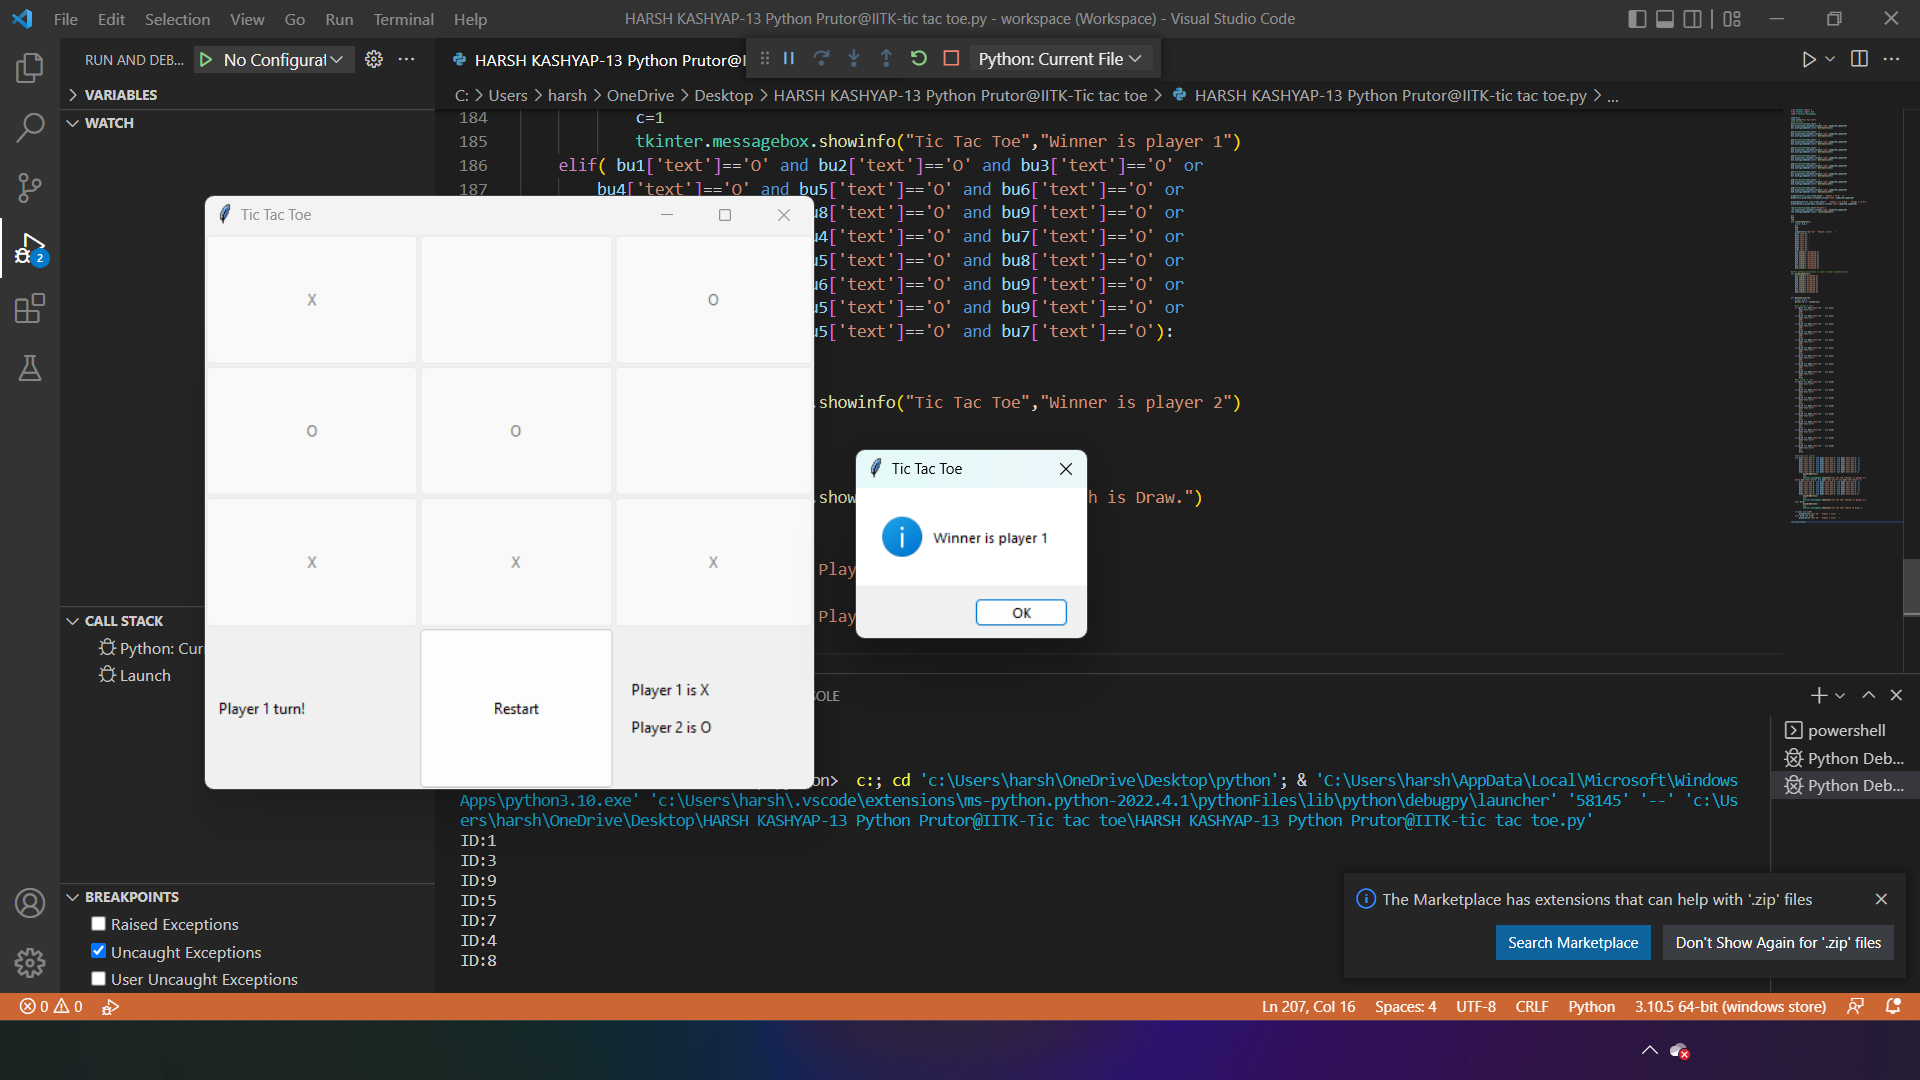 File Edit Selection View Go Run Terminal Help
HARSH KASHYAP-13 Python Prutor@IITK-tic tac toe.py - workspace (Workspace) - Visual Studio Code
RUN AND DEB... No Configurat
HARSH KASHYAP-13 Python Prutor@I
Python: Current File
VARIABLES
WATCH
C: > Users > harsh > OneDrive > Desktop > HARSH KASHYAP-13 Python Prutor@IITK-Tic tac toe > HARSH KASHYAP-13 Python Prutor@IITK-tic tac toe.py > ...
184 c=1
185 tkinter.messagebox.showinfo("Tic Tac Toe","Winner is player 1")
186 elif( bu1['text']=='O' and bu2['text']=='O' and bu3['text']=='O' or
187 bu4['text']=='O' and bu5['text']=='O' and bu6['text']=='O' or
u8['text']=='O' and bu9['text']=='O' or
u4['text']=='O' and bu7['text']=='O' or
u5['text']=='O' and bu8['text']=='O' or
u6['text']=='O' and bu9['text']=='O' or
u5['text']=='O' and bu9['text']=='O' or
u5['text']=='O' and bu7['text']=='O'):
.showinfo("Tic Tac Toe","Winner is player 2")
.show
h is Draw.")
Play
Play
Tic Tac Toe
X O
O O
X X X
Player 1 turn!
Restart
Player 1 is X
Player 2 is O
Tic Tac Toe
Winner is player 1
OK
CALL STACK
Python: Cur
Launch
BREAKPOINTS
Raised Exceptions
Uncaught Exceptions
User Uncaught Exceptions
OLE
on> c:; cd 'c:\Users\harsh\OneDrive\Desktop\python'; & 'C:\Users\harsh\AppData\Local\Microsoft\Windows
Apps\python3.10.exe' 'c:\Users\harsh\.vscode\extensions\ms-python.python-2022.4.1\pythonFiles\lib\python\debugpy\launcher' '58145' '--' 'c:\Us
ers\harsh\OneDrive\Desktop\HARSH KASHYAP-13 Python Prutor@IITK-Tic tac toe\HARSH KASHYAP-13 Python Prutor@IITK-tic tac toe.py'
ID:1
ID:3
ID:9
ID:5
ID:7
ID:4
ID:8
powershell
Python Deb...
Python Deb...
The Marketplace has extensions that can help with '.zip' files
Search Marketplace
Don't Show Again for '.zip' files
2
0 0
Ln 207, Col 16 Spaces: 4 UTF-8 CRLF Python 3.10.5 64-bit (windows store)